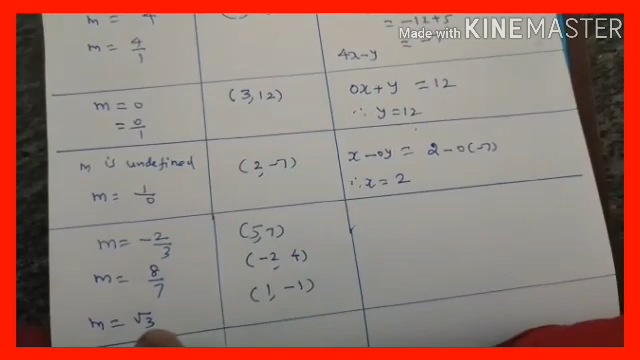 Made with KINEMASTER
m = 4
= -12+5
= -7
m = 4/1
4x-y
m = 0 (3,12) 0x+y = 12
= 0/1 ∴ y=12
m is undefined (2,-7) x-0y = 2-0(-7)
m = 1/0 ∴x = 2
m = -2/3 (5,7)
m = 8/7 (-2, 4)
m = √3 (1, -1)